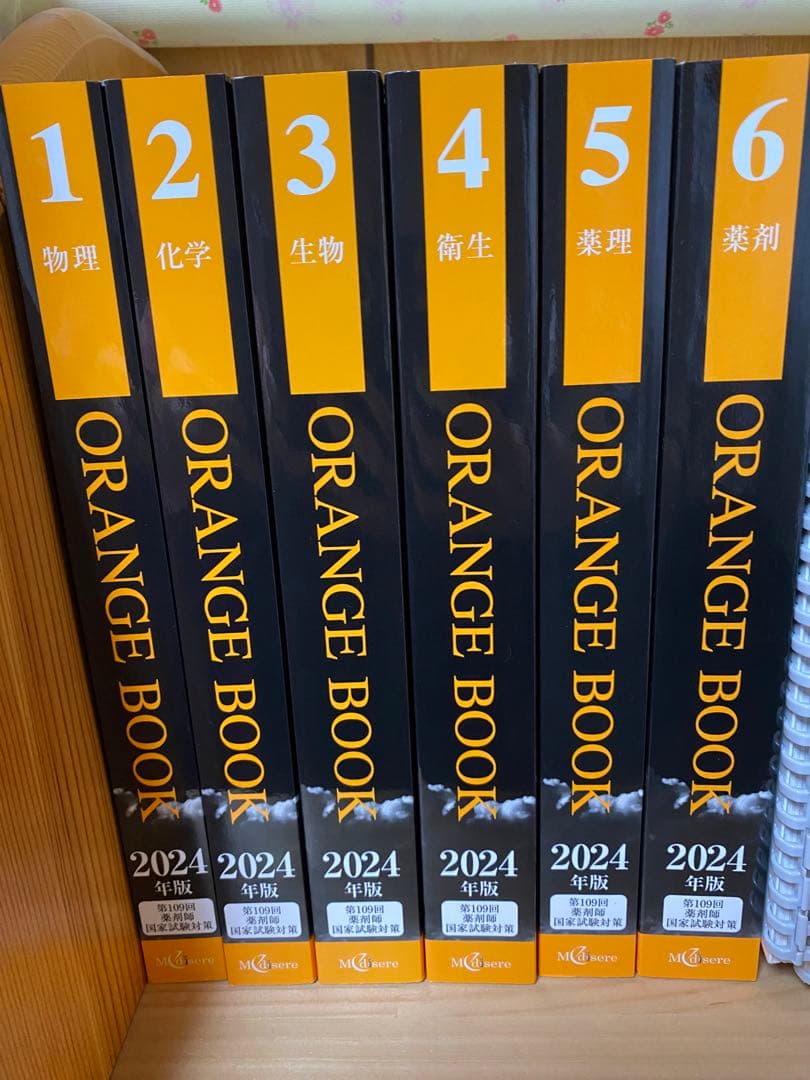 1
物理
ORANGE BOOK
2024
年版
第109回
薬剤師
国家試験対策
Medisere
2
化学
ORANGE BOOK
2024
年版
第109回
薬剤師
国家試験対策
Medisere
3
生物
ORANGE BOOK
2024
年版
第109回
薬剤師
国家試験対策
Medisere
4
衛生
ORANGE BOOK
2024
年版
第109回
薬剤師
国家試験対策
Medisere
5
薬理
ORANGE BOOK
2024
年版
第109回
薬剤師
国家試験対策
Medisere
6
薬剤
ORANGE BOOK
2024
年版
第109回
薬剤師
国家試験対策
Medisere